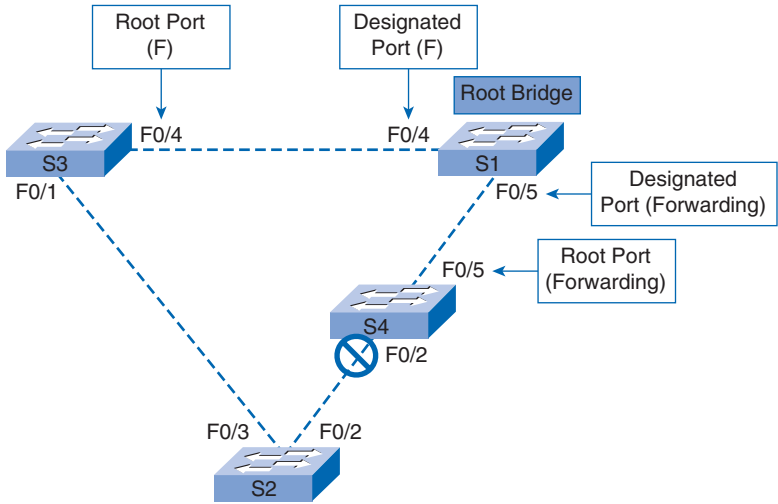 Root Port
(F)
Designated
Port (F)
Root Bridge
F0/4
F0/4
S3
S1
F0/1
F0/5
Designated
Port (Forwarding)
F0/5
Root Port
(Forwarding)
S4
F0/2
F0/3
F0/2
S2